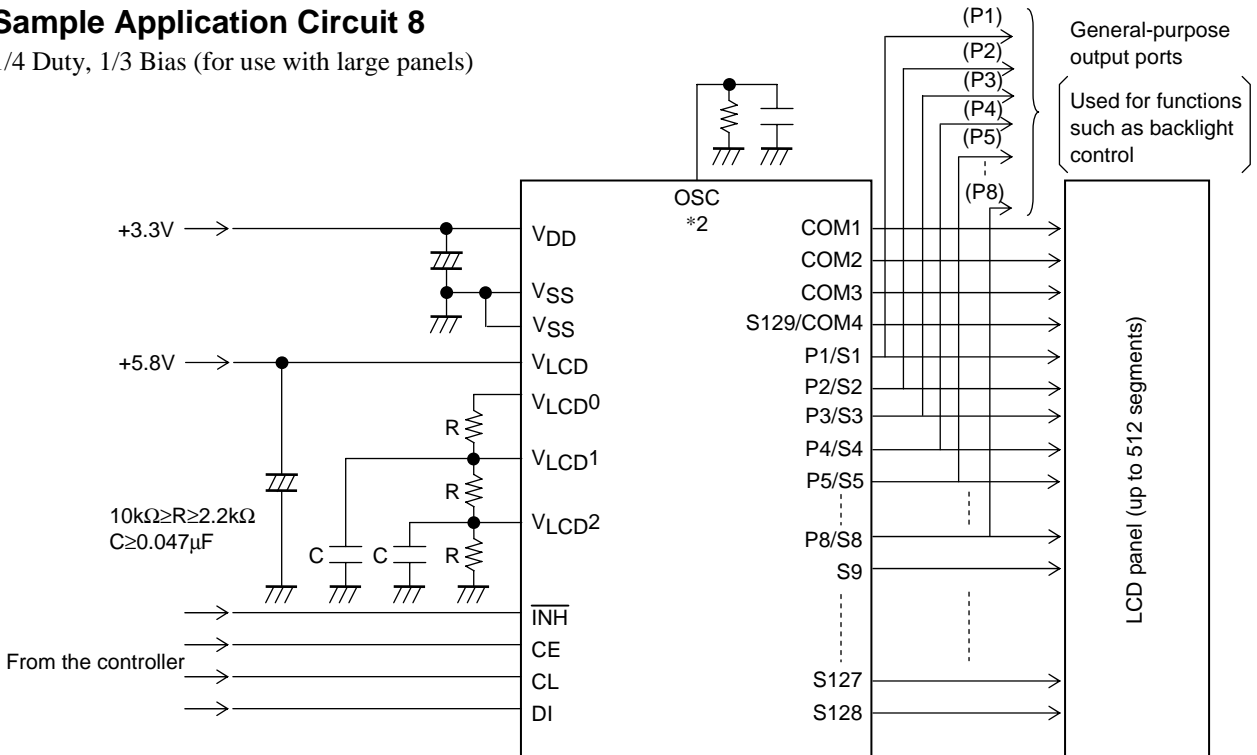 Sample Application Circuit 8
1/4 Duty, 1/3 Bias (for use with large panels)
(P1)
(P2)
(P3)
(P4)
(P5)
(P8)
General-purpose
output ports
Used for functions
such as backlight
control
OSC
*2
+3.3V
VDD
VSS
VSS
+5.8V
VLCD
VLCD0
R
VLCD1
R
VLCD2
R
10kΩ≥R≥2.2kΩ
C≥0.047μF
C
C
INH
From the controller
CE
CL
DI
COM1
COM2
COM3
S129/COM4
P1/S1
P2/S2
P3/S3
P4/S4
P5/S5
P8/S8
S9
S127
S128
LCD panel (up to 512 segments)